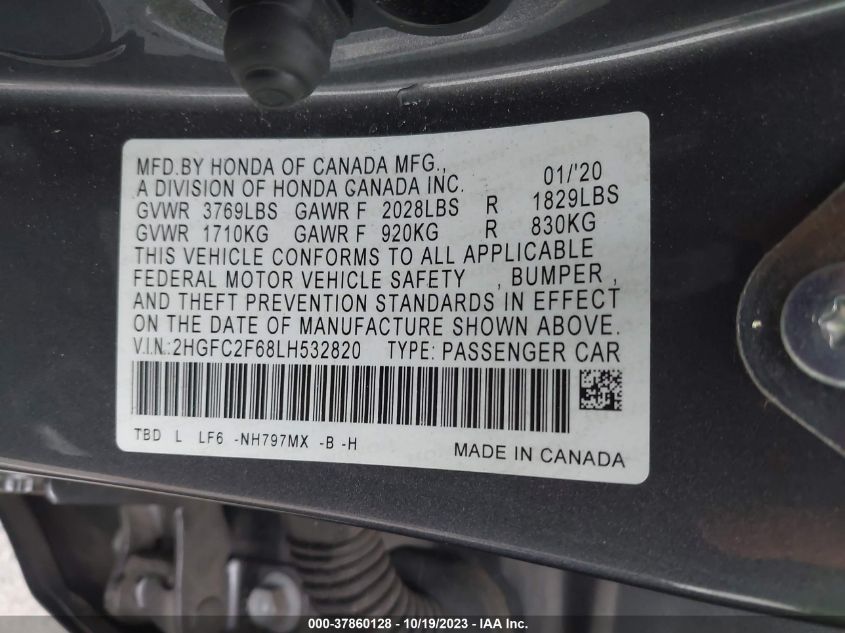 MFD.BY HONDA OF CANADA MFG.,
A DIVISION OF HONDA CANADA INC. 01/'20
GVWR 3769LBS GAWR F 2028LBS R 1829LBS
GVWR 1710KG GAWR F 920KG R 830KG
THIS VEHICLE CONFORMS TO ALL APPLICABLE
FEDERAL MOTOR VEHICLE SAFETY , BUMPER ,
AND THEFT PREVENTION STANDARDS IN EFFECT
ON THE DATE OF MANUFACTURE SHOWN ABOVE.
V.I.N.:2HGFC2F68LH532820 TYPE: PASSENGER CAR
TBD L LF6 -NH797MX -B -H
MADE IN CANADA
000-37860128 - 10/19/2023 - IAA Inc.